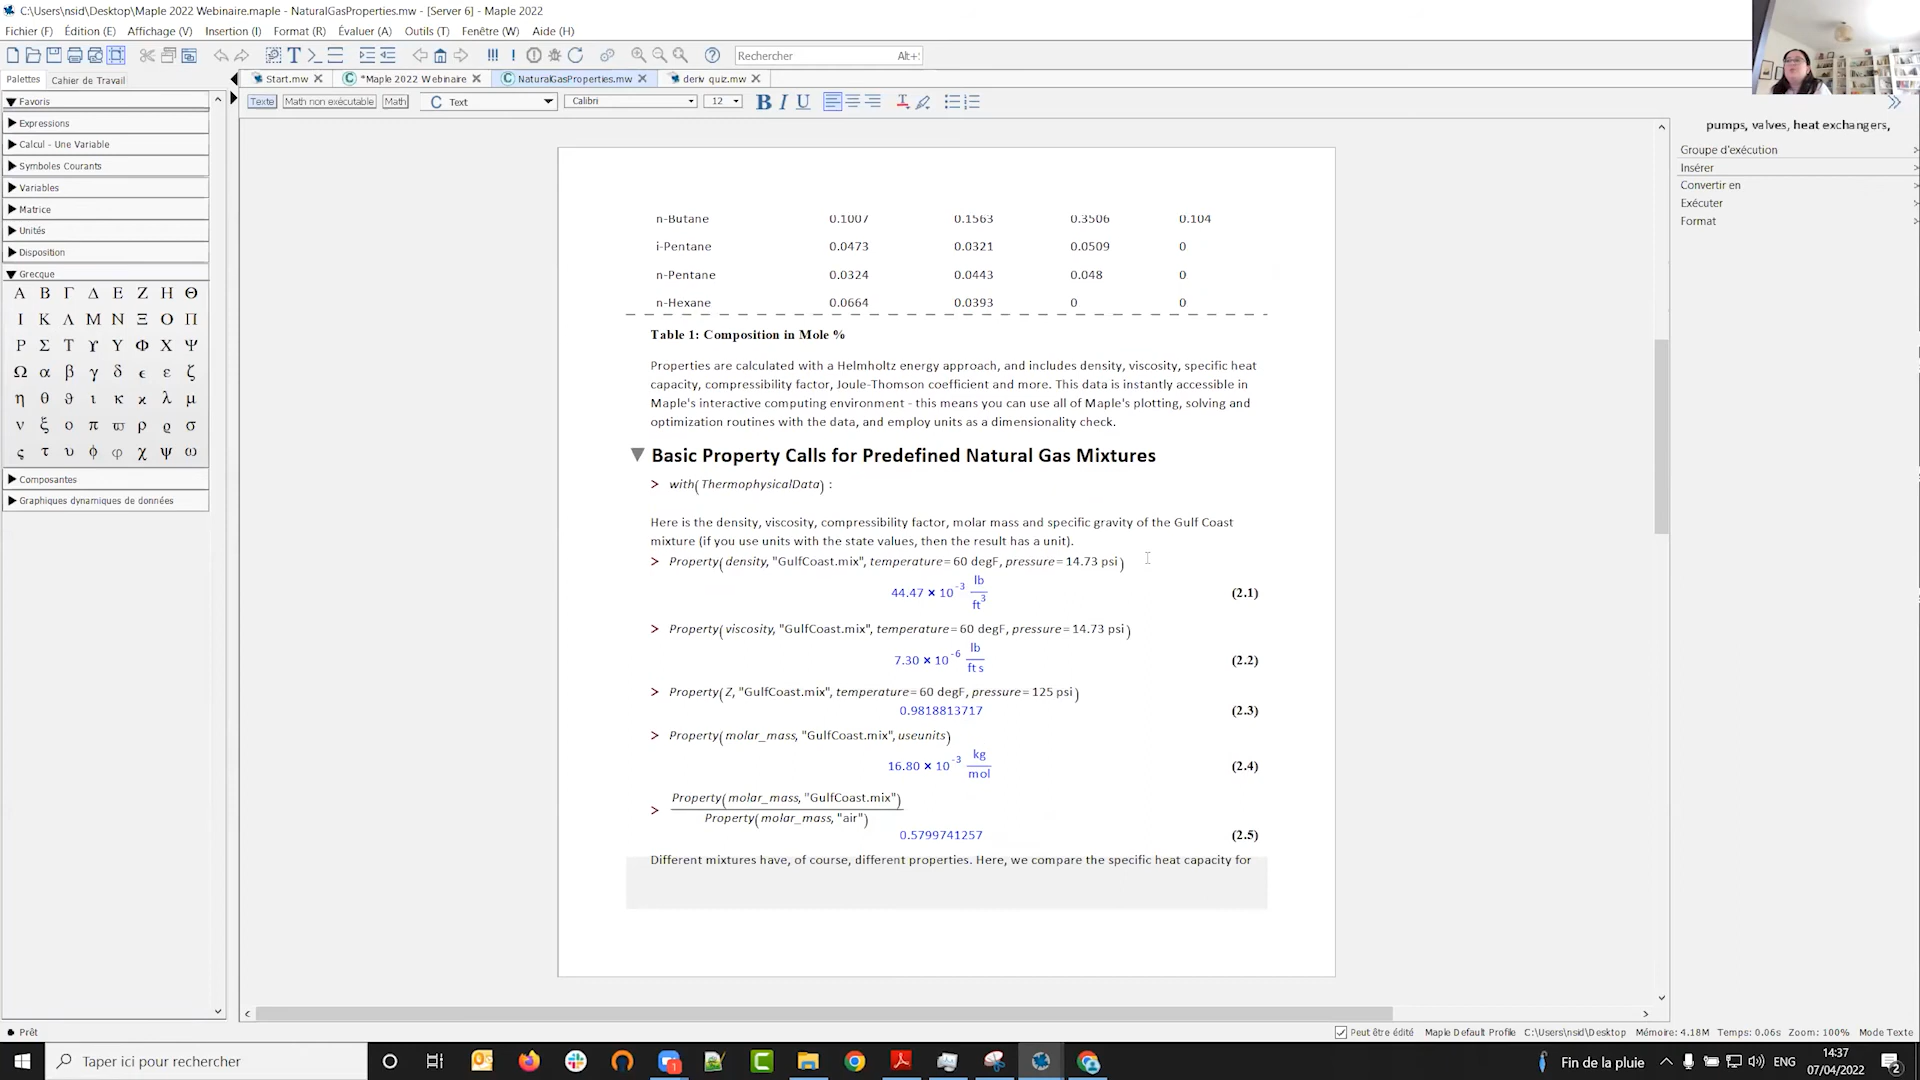 C:\Users\nsid\Desktop\Maple 2022 Webinaire.maple - NaturalGasProperties.mw - [Server 6] - Maple 2022
Fichier (F) Édition (E) Affichage (V) Insertion (I) Format (R) Évaluer (A) Outils (T) Fenêtre (W) Aide (H)
Rechercher Alt+
Palettes Cahier de Travail Start.mw *Maple 2022 Webinaire NaturalGasProperties.mw deriv quiz.mw
Texte Math non exécutable Math C Text Calibri 12 B I U
Favoris
Expressions
Calcul - Une Variable
Symboles Courants
Variables
Matrice
Unités
Disposition
Grecque
Α Β Γ Δ Ε Ζ Η Θ
Ι Κ Λ Μ Ν Ξ Ο Π
Ρ Σ Τ ϒ Υ Φ Χ Ψ
Ω α β γ δ ϵ ε ζ
η θ ϑ ι κ ϰ λ μ
ν ξ ο π ϖ ρ ϱ σ
ς τ υ ϕ φ χ ψ ω
Composantes
Graphiques dynamiques de données
n-Butane 0.1007 0.1563 0.3506 0.104
i-Pentane 0.0473 0.0321 0.0509 0
n-Pentane 0.0324 0.0443 0.048 0
n-Hexane 0.0664 0.0393 0 0
Table 1: Composition in Mole %
Properties are calculated with a Helmholtz energy approach, and includes density, viscosity, specific heat
capacity, compressibility factor, Joule-Thomson coefficient and more. This data is instantly accessible in
Maple's interactive computing environment - this means you can use all of Maple's plotting, solving and
optimization routines with the data, and employ units as a dimensionality check.
Basic Property Calls for Predefined Natural Gas Mixtures
> with(ThermophysicalData) :
Here is the density, viscosity, compressibility factor, molar mass and specific gravity of the Gulf Coast
mixture (if you use units with the state values, then the result has a unit).
> Property(density, "GulfCoast.mix", temperature= 60 degF, pressure= 14.73 psi)
44.47 × 10^-3 lb/ft^3 (2.1)
> Property(viscosity, "GulfCoast.mix", temperature= 60 degF, pressure= 14.73 psi)
7.30 × 10^-6 lb/ft s (2.2)
> Property(Z, "GulfCoast.mix", temperature= 60 degF, pressure= 125 psi)
0.9818813717 (2.3)
> Property(molar_mass, "GulfCoast.mix", useunits)
16.80 × 10^-3 kg/mol (2.4)
> Property(molar_mass, "GulfCoast.mix")
Property(molar_mass, "air")
0.5799741257 (2.5)
Different mixtures have, of course, different properties. Here, we compare the specific heat capacity for
pumps, valves, heat exchangers,
Groupe d'exécution
Insérer
Convertir en
Exécuter
Format
Prêt
Peut être édité Maple Default Profile C:\Users\nsid\Desktop Mémoire: 4.18M Temps: 0.06s Zoom: 100% Mode Texte
Taper ici pour rechercher
Fin de la pluie ENG 14:37
07/04/2022
2